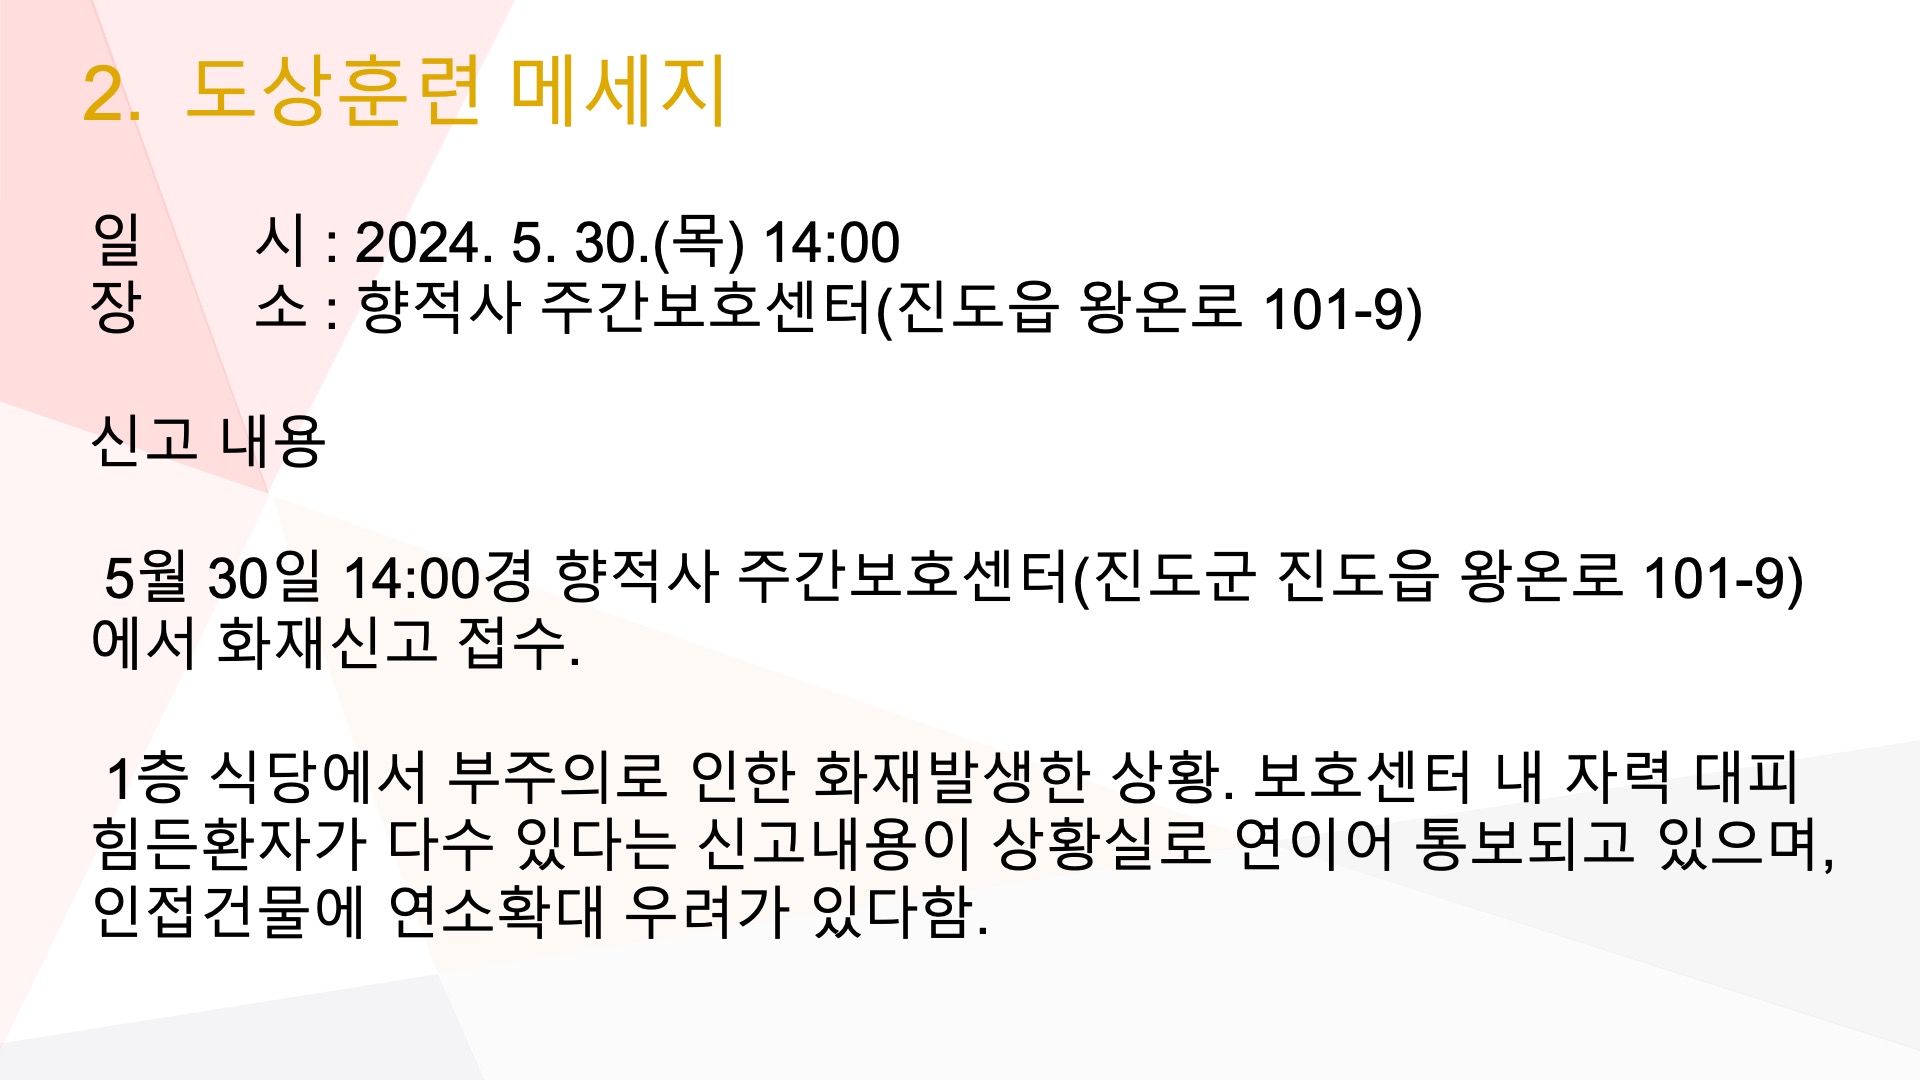 2. 도상훈련 메세지
일 시 : 2024. 5. 30.(목) 14:00
장 소 : 향적사 주간보호센터(진도읍 왕온로 101-9)
신고 내용
5월 30일 14:00경 향적사 주간보호센터(진도군 진도읍 왕온로 101-9)
에서 화재신고 접수.
1층 식당에서 부주의로 인한 화재발생한 상황. 보호센터 내 자력 대피
힘든환자가 다수 있다는 신고내용이 상황실로 연이어 통보되고 있으며,
인접건물에 연소확대 우려가 있다함.